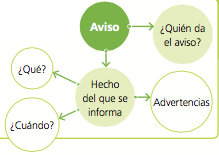 Aviso
¿Quién da
el aviso?
¿Qué?
Hecho
del que se
informa
Advertencias
¿Cuándo?